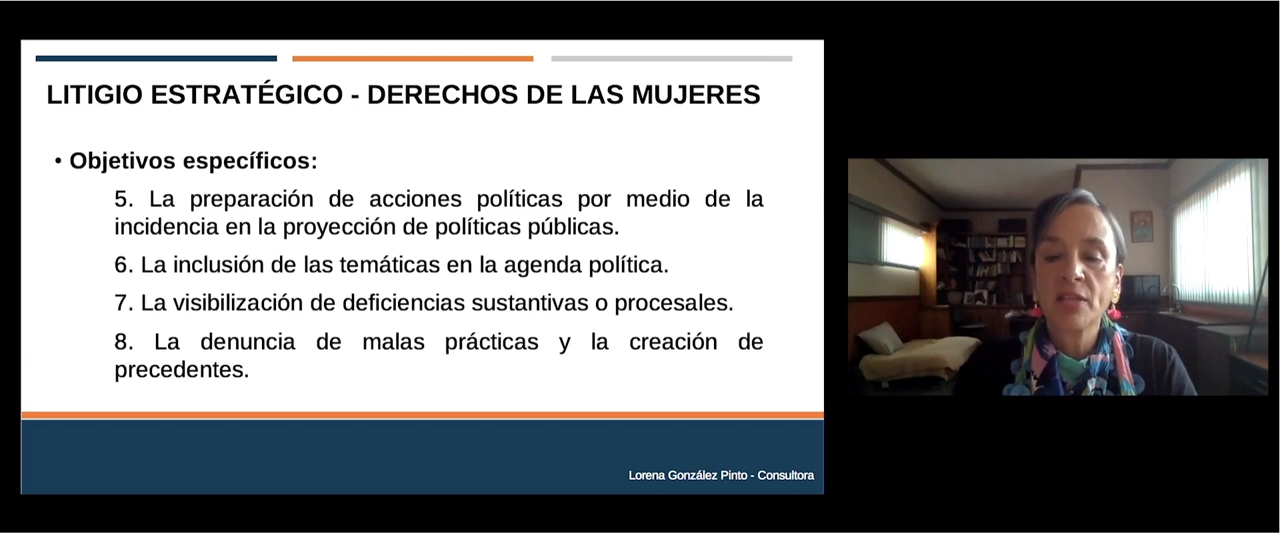 LITIGIO ESTRATÉGICO - DERECHOS DE LAS MUJERES
• Objetivos específicos:
5. La preparación de acciones políticas por medio de la
incidencia en la proyección de políticas públicas.
6. La inclusión de las temáticas en la agenda política.
7. La visibilización de deficiencias sustantivas o procesales.
8. La denuncia de malas prácticas y la creación de
precedentes.
Lorena González Pinto - Consultora